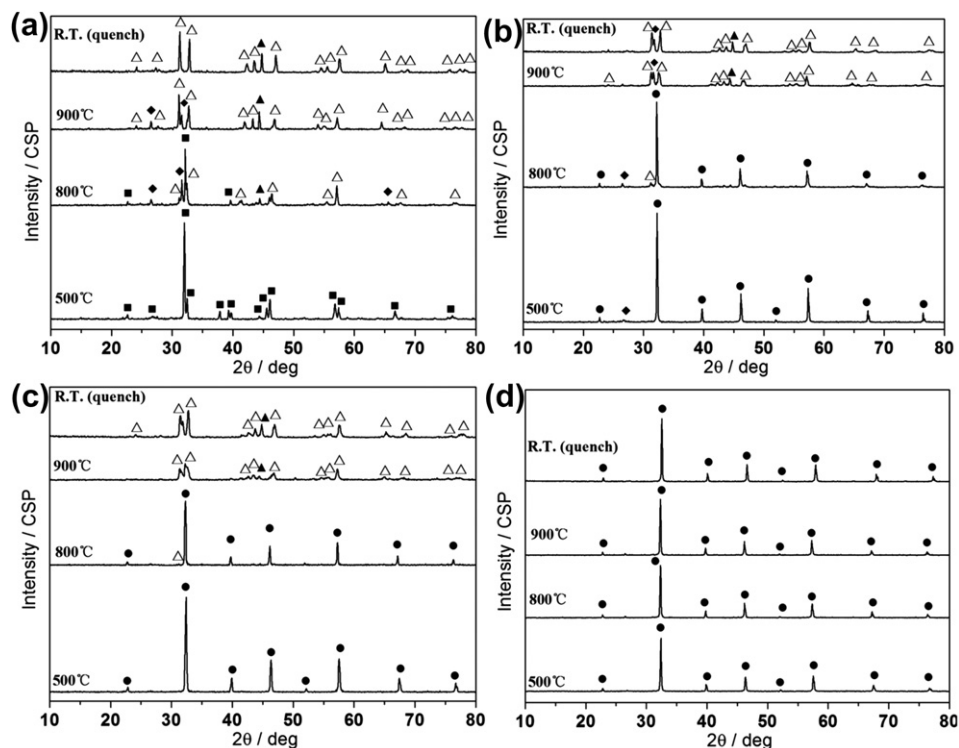 (a)
R.T. (quench)
900℃
800℃
500℃
Intensity / CSP
10 20 30 40 50 60 70 80
2θ / deg
(b)
R.T. (quench)
900℃
800℃
500℃
Intensity / CSP
10 20 30 40 50 60 70 80
2θ / deg
(c)
R.T. (quench)
900℃
800℃
500℃
Intensity / CSP
10 20 30 40 50 60 70 80
2θ / deg
(d)
R.T. (quench)
900℃
800℃
500℃
Intensity / CSP
10 20 30 40 50 60 70 80
2θ / deg